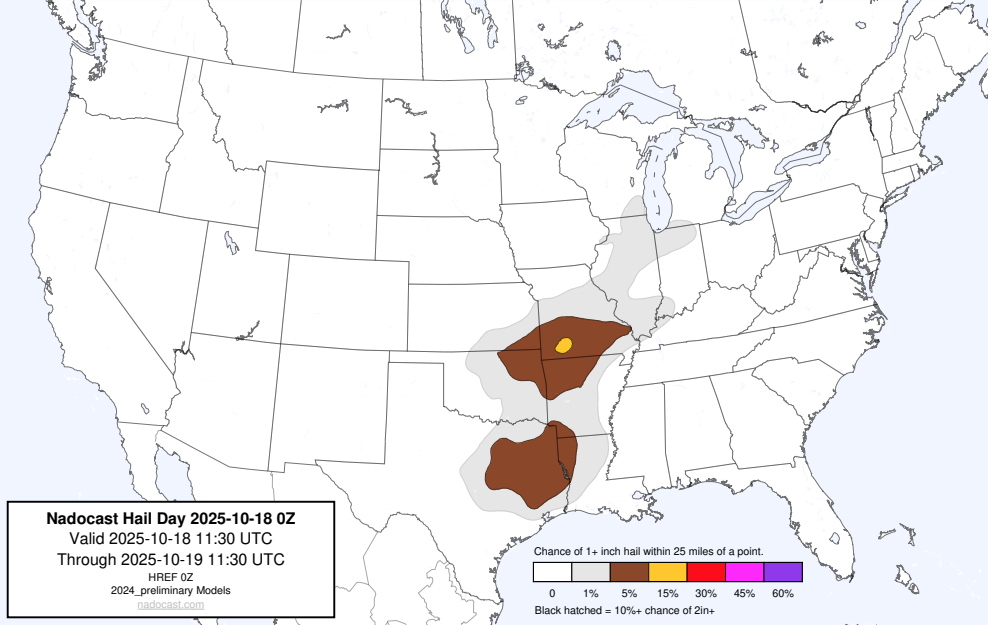 Nadocast Hail Day 2025-10-18 0Z
Valid 2025-10-18 11:30 UTC
Through 2025-10-19 11:30 UTC
HREF 0Z
2024_preliminary Models
nadocast.com
Chance of 1+ inch hail within 25 miles of a point.
0 1% 5% 15% 30% 45% 60%
Black hatched = 10%+ chance of 2in+